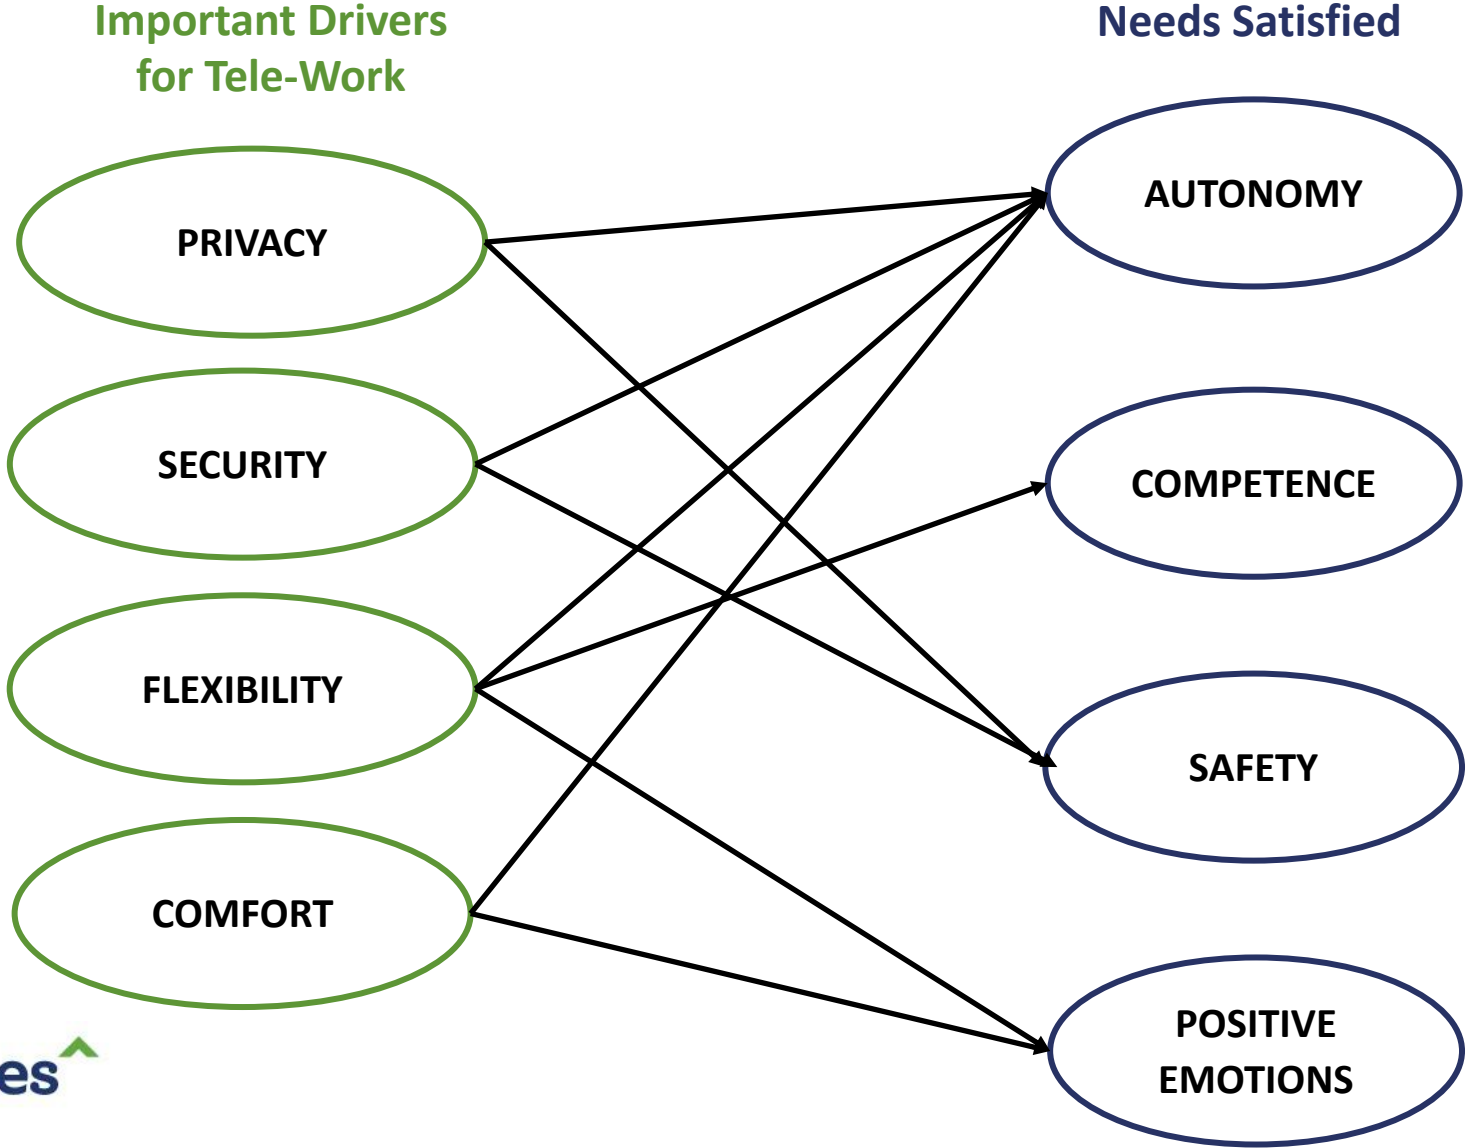 Important Drivers
for Tele-Work
Needs Satisfied
PRIVACY
SECURITY
FLEXIBILITY
COMFORT
AUTONOMY
COMPETENCE
SAFETY
POSITIVE
EMOTIONS
es